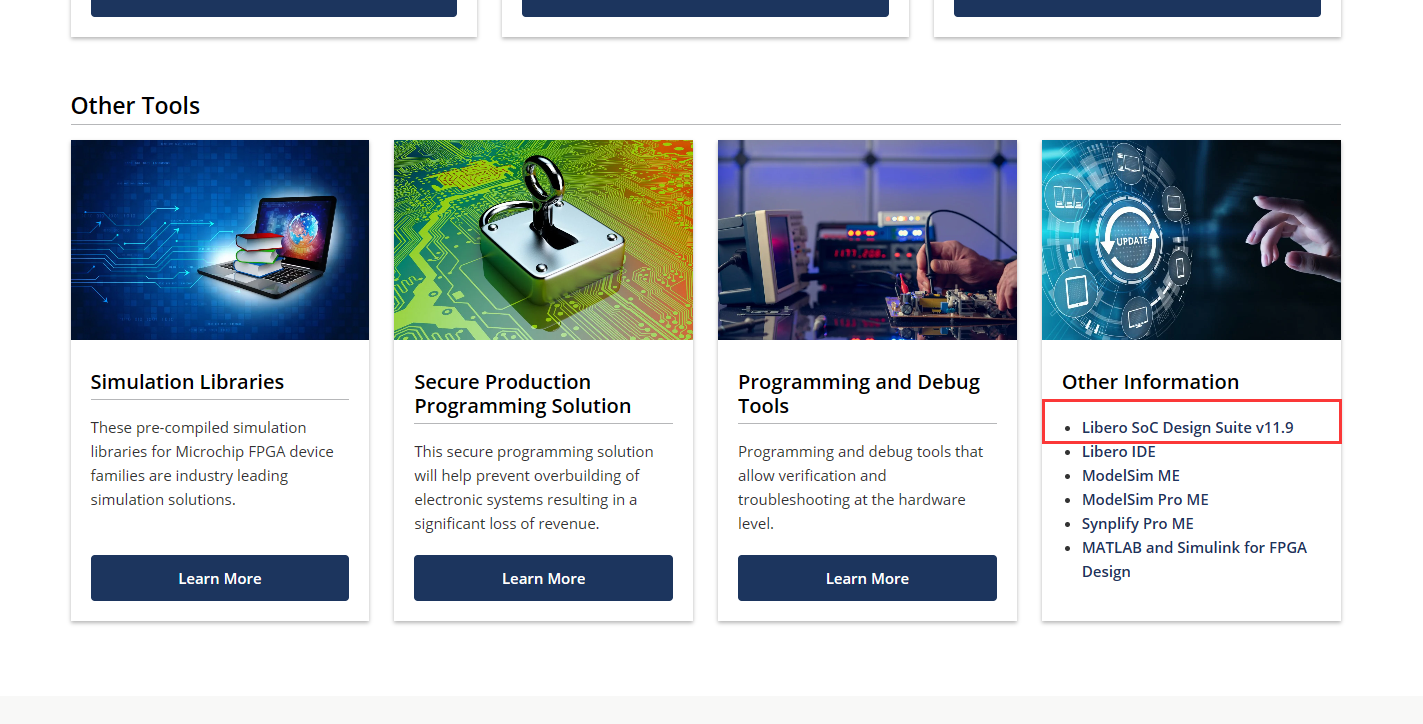 Other Tools
UPDATE
Simulation Libraries
These pre-compiled simulation
libraries for Microchip FPGA device
families are industry leading
simulation solutions.
Learn More
Secure Production
Programming Solution
This secure programming solution
will help prevent overbuilding of
electronic systems resulting in a
significant loss of revenue.
Learn More
Programming and Debug
Tools
Programming and debug tools that
allow verification and
troubleshooting at the hardware
level.
Learn More
Other Information
Libero SoC Design Suite v11.9
Libero IDE
ModelSim ME
ModelSim Pro ME
Synplify Pro ME
MATLAB and Simulink for FPGA
Design